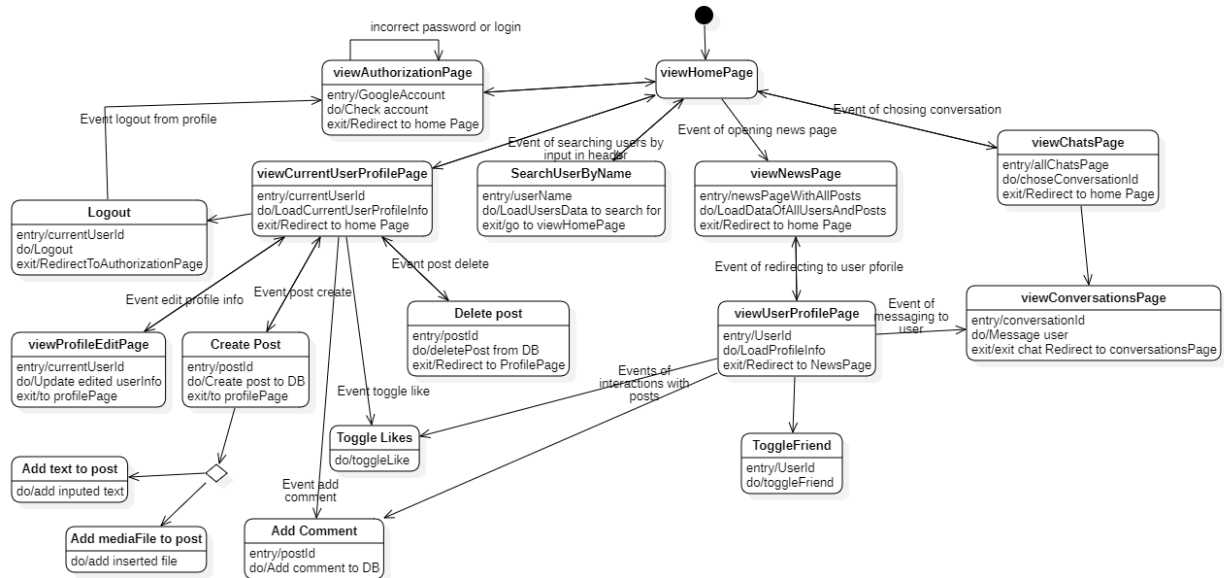 incorrect password or login
viewAuthorizationPage
entry/GoogleAccount
do/Check account
exit/Redirect to home Page
viewHomePage
Event logout from profile
Event of searching users by
input in header
Event of opening news page
Event of chosing conversation
viewChatsPage
entry/allChatsPage
do/choseConversationId
exit/Redirect to home Page
viewCurrentUserProfilePage
entry/currentUserId
do/LoadCurrentUserProfileInfo
exit/Redirect to home Page
SearchUserByName
entry/userName
do/LoadUsersData to search for
exit/go to viewHomePage
viewNewsPage
entry/newsPageWithAllPosts
do/LoadDataOfAllUsersAndPosts
exit/Redirect to home Page
Logout
entry/currentUserId
do/Logout
exit/RedirectToAuthorizationPage
Event edit profile info
Event post create
Event post delete
Event of redirecting to user pforile
viewProfileEditPage
entry/currentUserId
do/Update edited userInfo
exit/to profilePage
Create Post
entry/postId
do/Create post to DB
exit/to profilePage
Delete post
entry/postId
do/deletePost from DB
exit/Redirect to ProfilePage
viewUserProfilePage
entry/UserId
do/LoadProfileInfo
exit/Redirect to NewsPage
Event of
messaging to
user
viewConversationsPage
entry/conversationId
do/Message user
exit/exit chat Redirect to conversationsPage
Event toggle like
Events of
interactions with
posts
Toggle Likes
do/toggleLike
ToggleFriend
entry/UserId
do/toggleFriend
Add text to post
do/add inputed text
Add mediaFile to post
do/add inserted file
Event add
comment
Add Comment
entry/postId
do/Add comment to DB